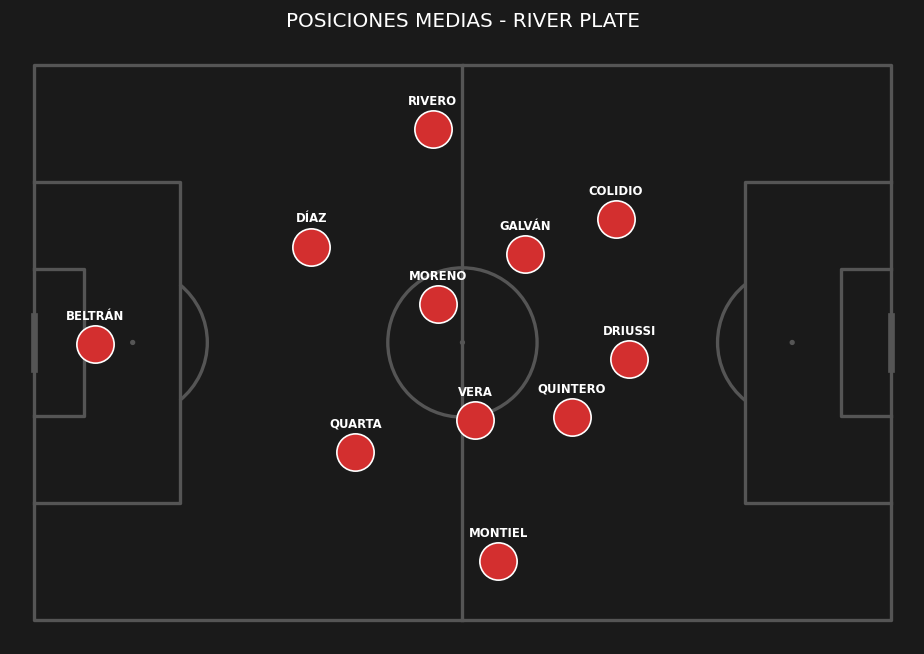 POSICIONES MEDIAS - RIVER PLATE
RIVERO
COLIDIO
DÍAZ
GALVÁN
MORENO
BELTRÁN
DRIUSSI
QUINTERO
VERA
QUARTA
MONTIEL